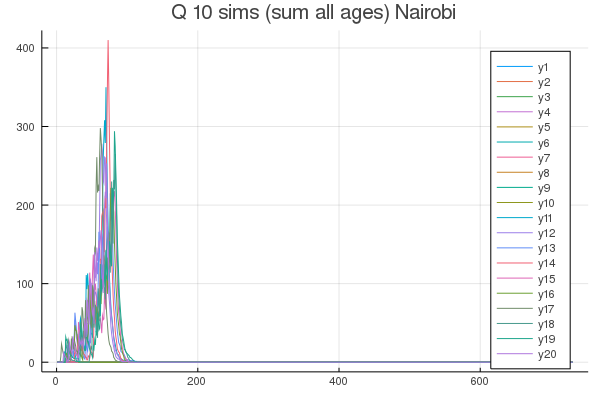 Q 10 sims (sum all ages) Nairobi
400
300
200
100
0
0
200
400
600
y1
y2
y3
y4
y5
y6
y7
y8
y9
y10
y11
y12
y13
y14
y15
y16
y17
y18
y19
y20